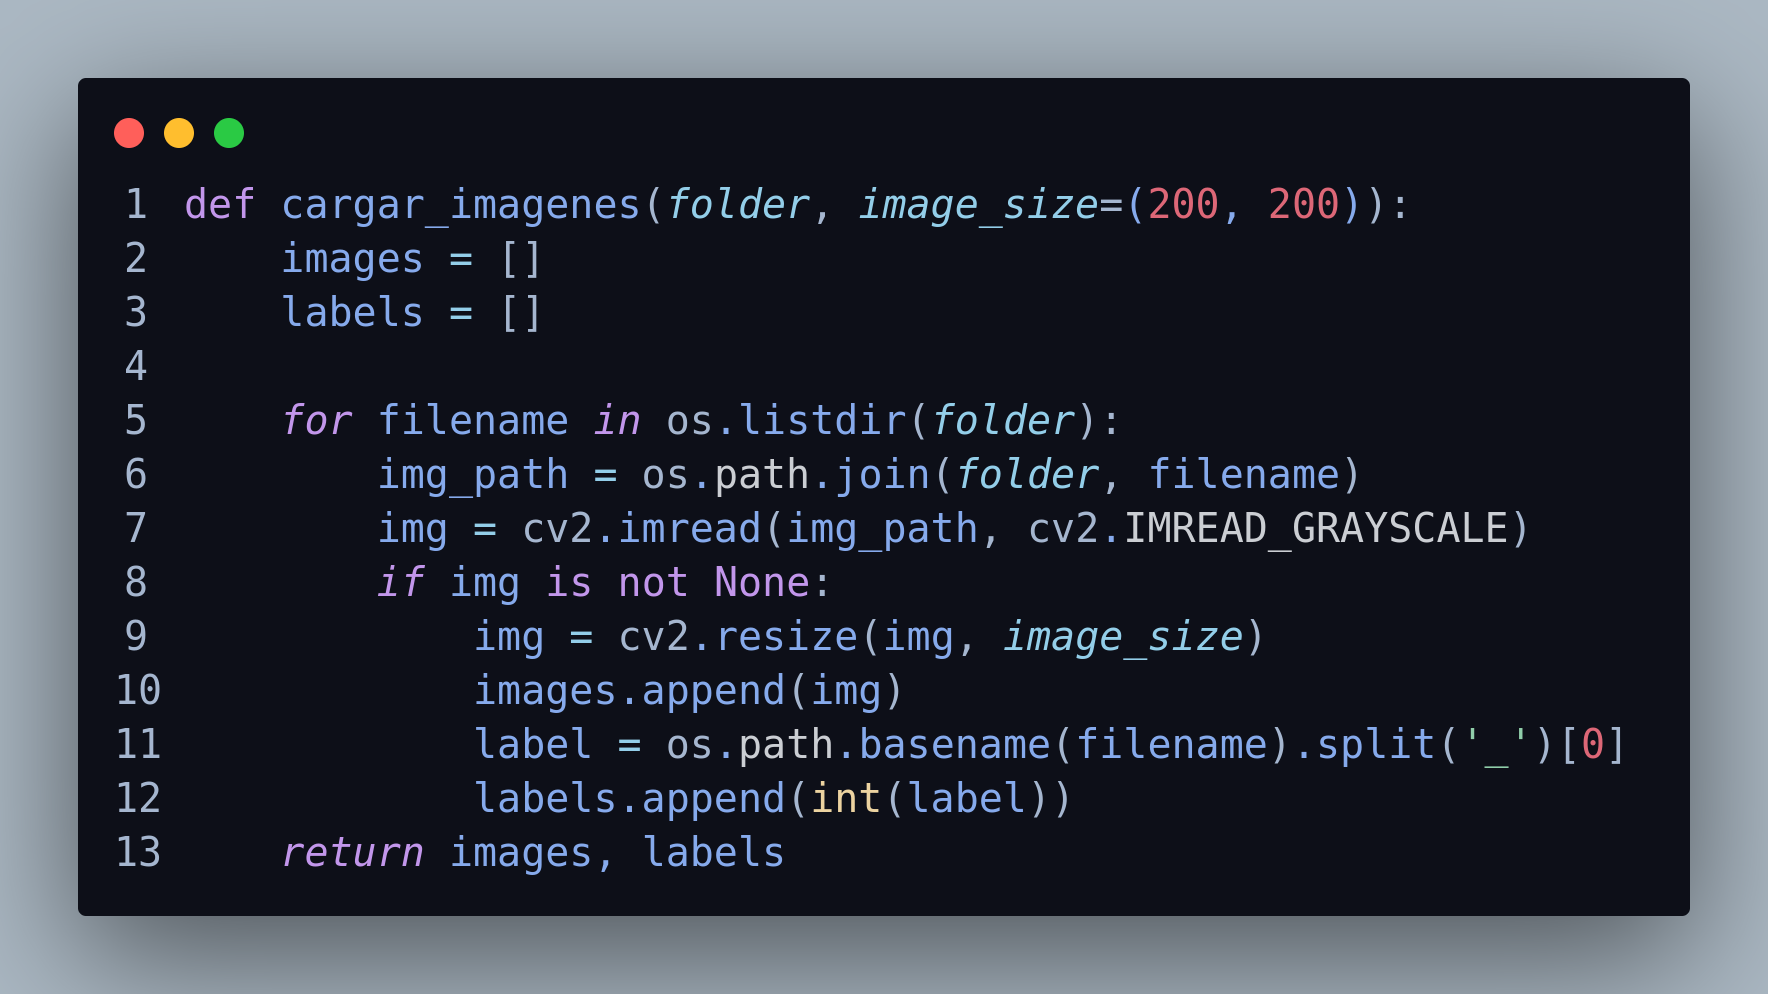 1 def cargar_imagenes(folder, image_size=(200, 200)):
2     images = []
3     labels = []
4
5     for filename in os.listdir(folder):
6         img_path = os.path.join(folder, filename)
7         img = cv2.imread(img_path, cv2.IMREAD_GRAYSCALE)
8         if img is not None:
9             img = cv2.resize(img, image_size)
10             images.append(img)
11             label = os.path.basename(filename).split('_')[0]
12             labels.append(int(label))
13     return images, labels